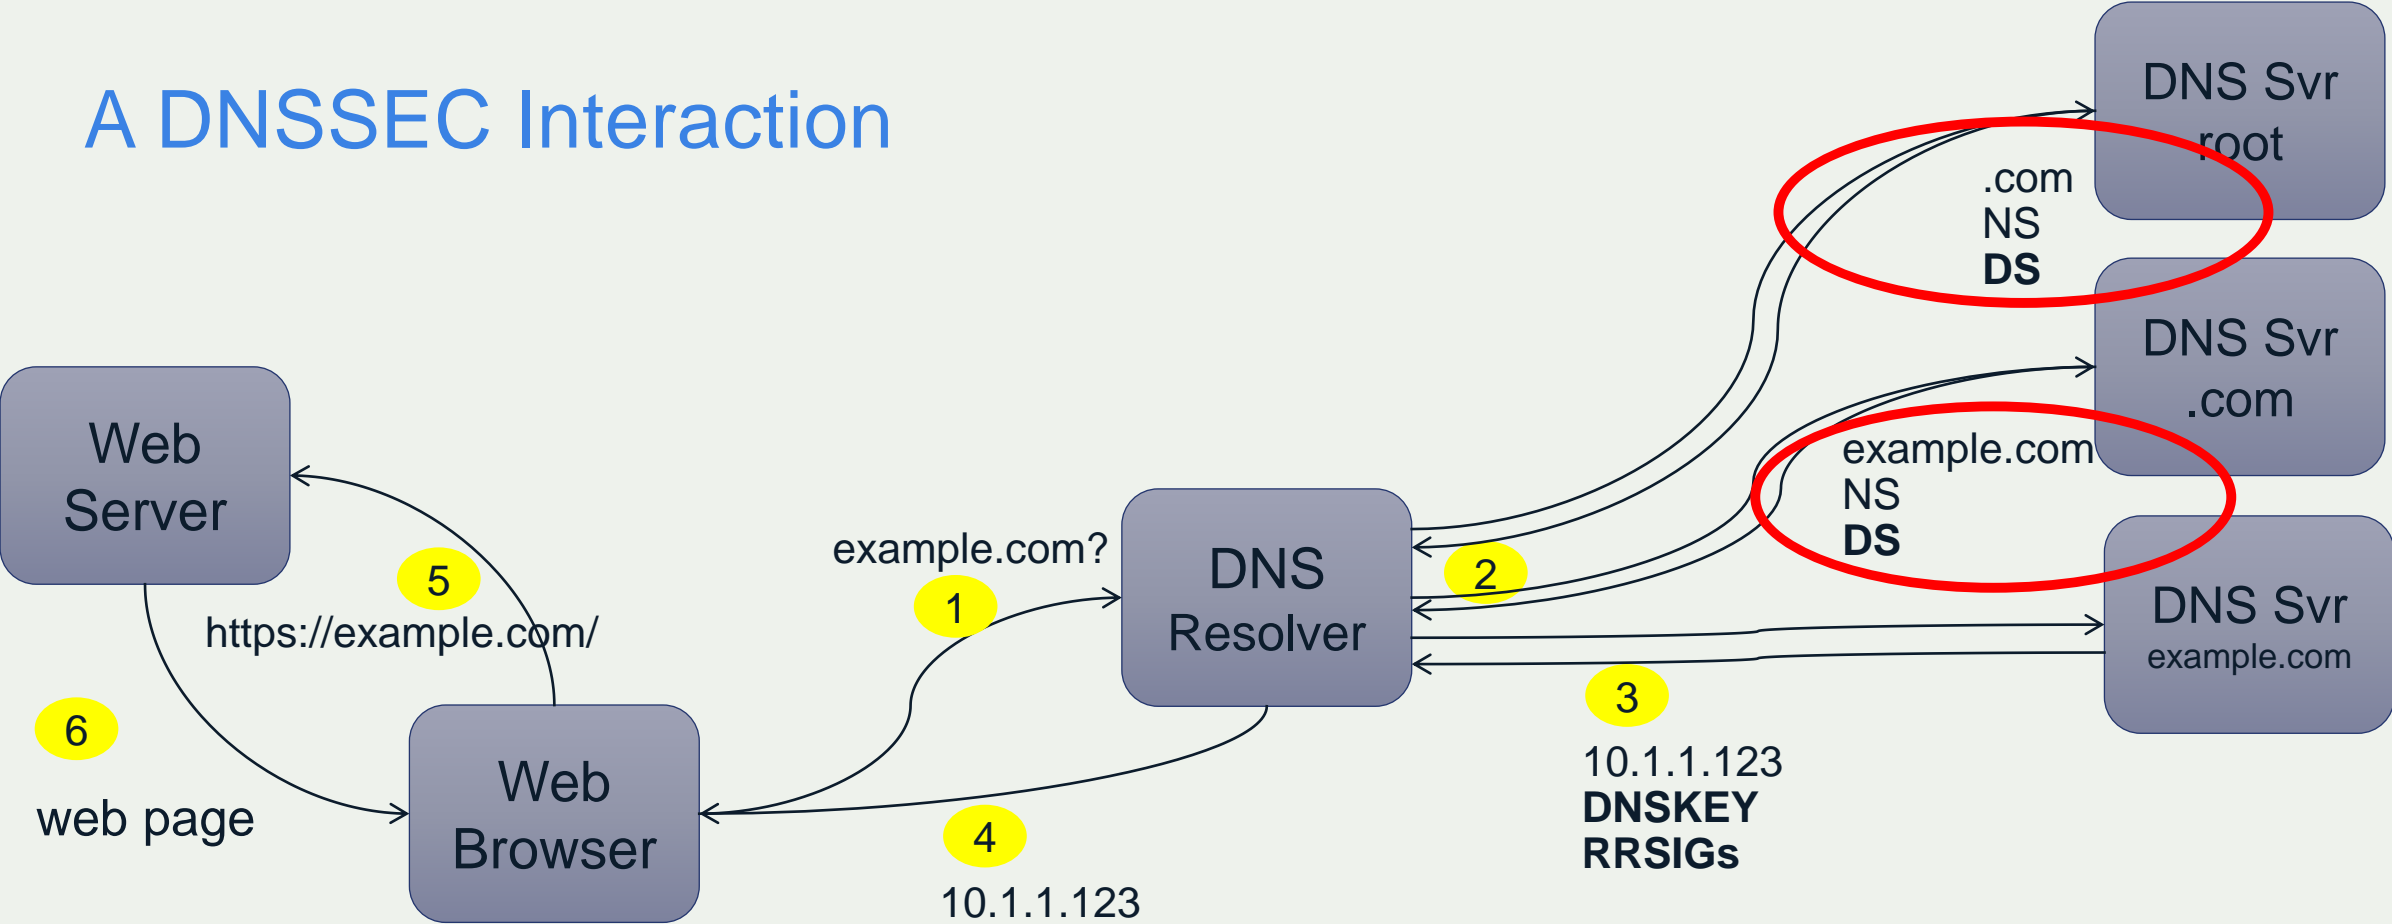 A DNSSEC Interaction
DNS Svr
root
.com
NS
DS
DNS Svr
.com
example.com
NS
DS
DNS Svr
example.com
Web
Server
5
https://example.com/
6
web page
Web
Browser
example.com?
1
DNS
Resolver
2
3
10.1.1.123
DNSKEY
RRSIGs
4
10.1.1.123